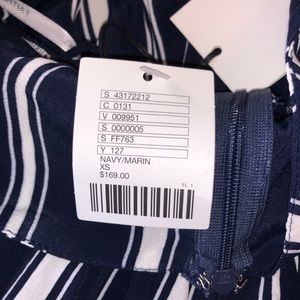 S 43172212
C 0131
V 009951
S 0000005
S FF763
Y 127
NAVY/MARIN
XS
$169.00
FL 1